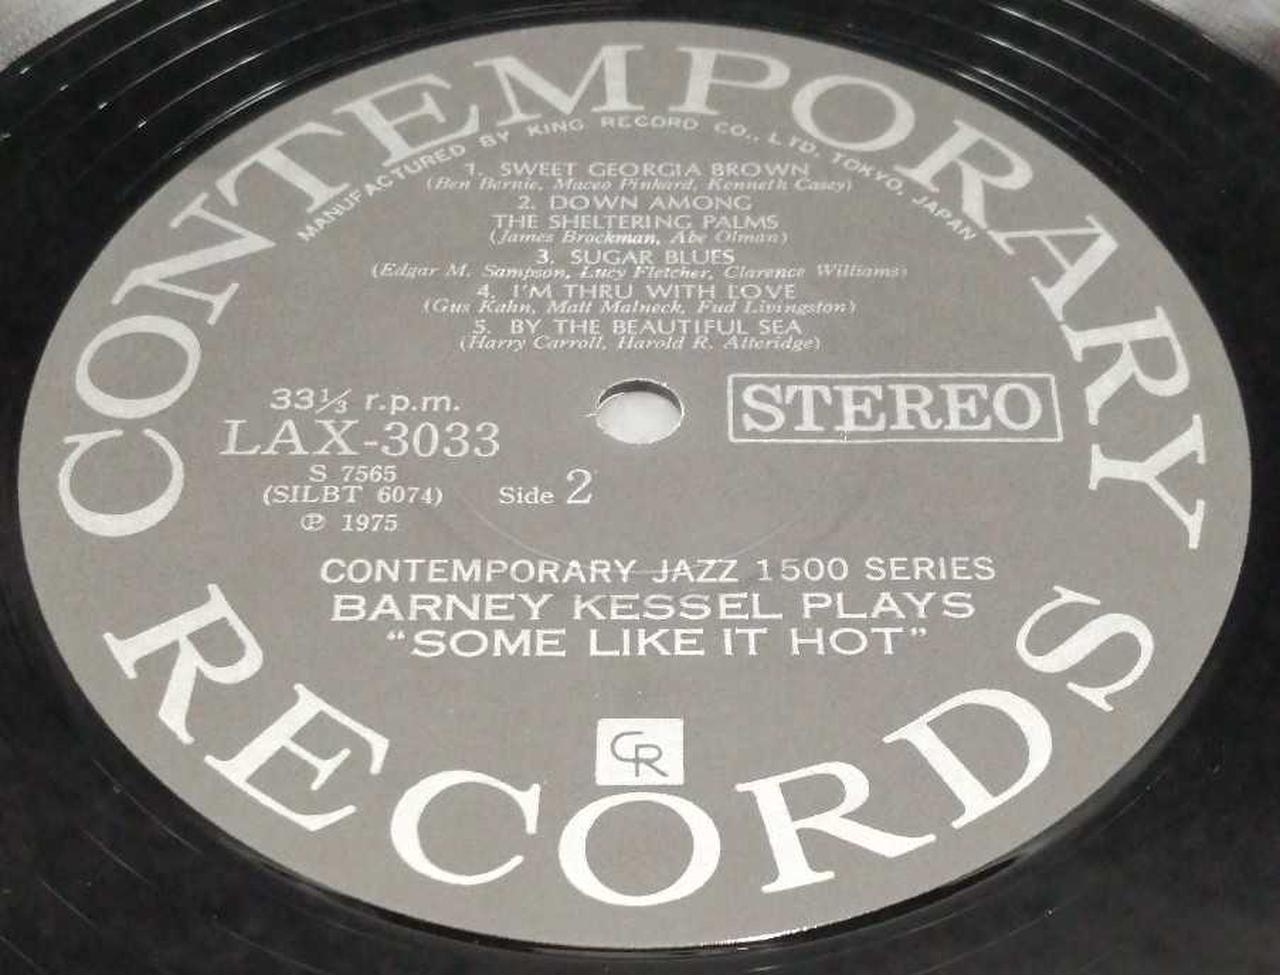 CONTEMPORARY
MANUFACTURED BY KING RECORD CO., LTD. TOKYO, JAPAN
1. SWEET GEORGIA BROWN
(Ben Bernie, Maceo Pinkard, Kenneth Casey)
2. DOWN AMONG
THE SHELTERING PALMS
(James Brockman, Abe Olman)
3. SUGAR BLUES
(Edgar M. Sampson, Lucy Fletcher, Clarence Williams)
4. I'M THRU WITH LOVE
(Gus Kahn, Matt Malneck, Fud Livingston)
5. BY THE BEAUTIFUL SEA
(Harry Carroll, Harold R. Atteridge)
33⅓ r.p.m.
LAX-3033
STEREO
S 7565
(SILBT 6074)
Side 2
℗ 1975
CONTEMPORARY JAZZ 1500 SERIES
BARNEY KESSEL PLAYS
“SOME LIKE IT HOT”
CR
RECORDS